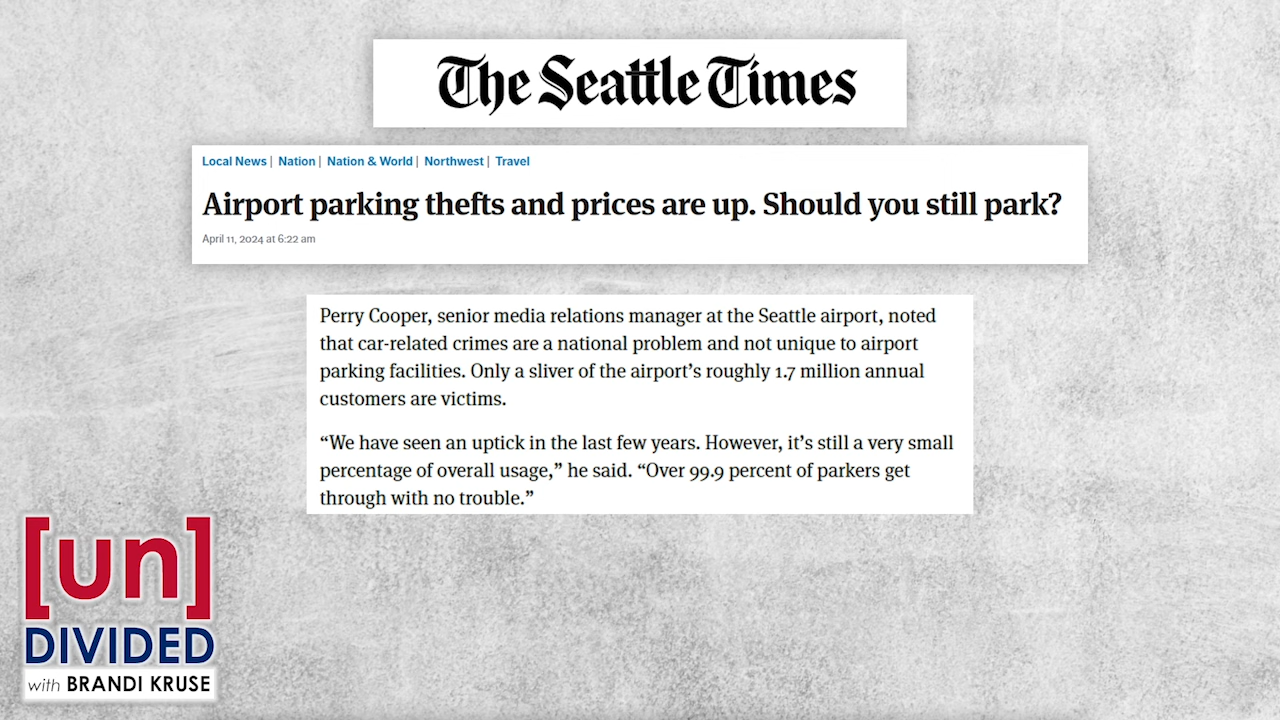 The Seattle Times
Local News | Nation | Nation & World | Northwest | Travel
Airport parking thefts and prices are up. Should you still park?
April 11, 2024 at 6:22 am
Perry Cooper, senior media relations manager at the Seattle airport, noted
that car-related crimes are a national problem and not unique to airport
parking facilities. Only a sliver of the airport’s roughly 1.7 million annual
customers are victims.
“We have seen an uptick in the last few years. However, it’s still a very small
percentage of overall usage,” he said. “Over 99.9 percent of parkers get
through with no trouble.”
[un]
DIVIDED
with BRANDI KRUSE